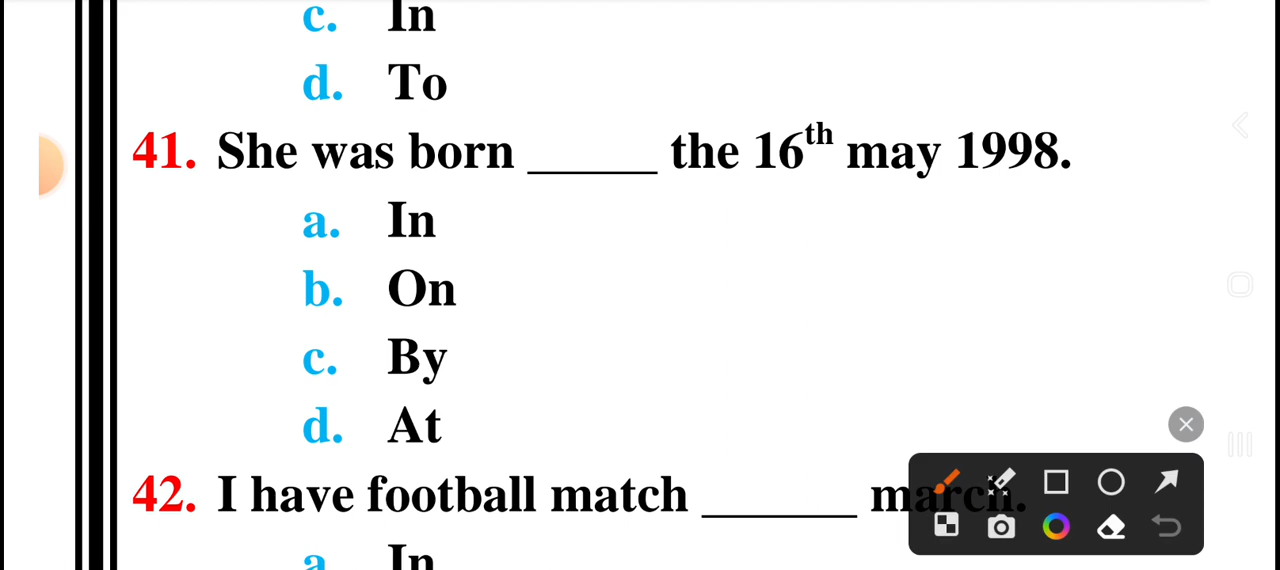 c. In
d. To
41. She was born _____ the 16th may 1998.
a. In
b. On
c. By
d. At
42. I have football match ______ march.
a In